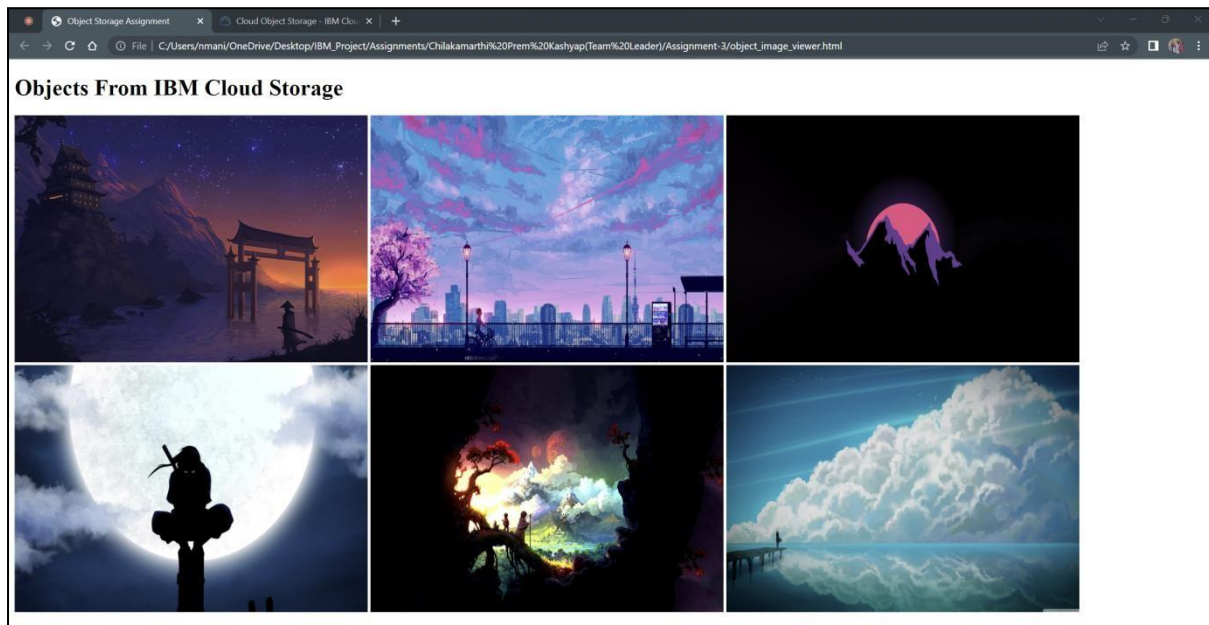 Object Storage Assignment
Cloud Object Storage - IBM Clou
File | C:/Users/nmani/OneDrive/Desktop/IBM_Project/Assignments/Chilakamarthi%20Prem%20Kashyap(Team%20Leader)/Assignment-3/object_image_viewer.html
Objects From IBM Cloud Storage